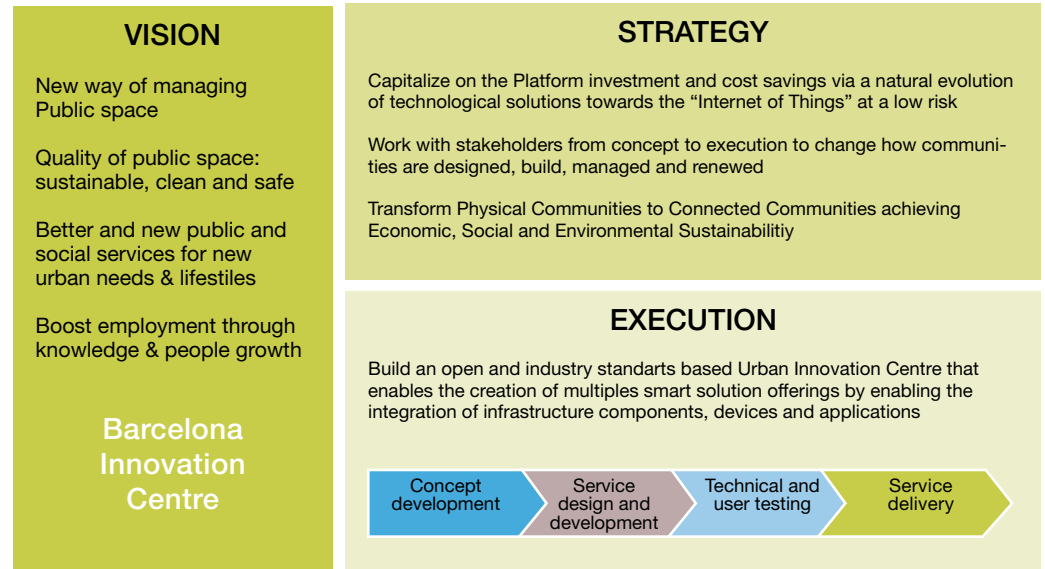 VISION
New way of managing
Public space
Quality of public space:
sustainable, clean and safe
Better and new public and
social services for new
urban needs & lifestiles
Boost employment through
knowledge & people growth
Barcelona
Innovation
Centre
STRATEGY
Capitalize on the Platform investment and cost savings via a natural evolution
of technological solutions towards the “Internet of Things” at a low risk
Work with stakeholders from concept to execution to change how communi-
ties are designed, build, managed and renewed
Transform Physical Communities to Connected Communities achieving
Economic, Social and Environmental Sustainabilitiy
EXECUTION
Build an open and industry standarts based Urban Innovation Centre that
enables the creation of multiples smart solution offerings by enabling the
integration of infrastructure components, devices and applications
Concept
development
Service
design and
development
Technical and
user testing
Service
delivery